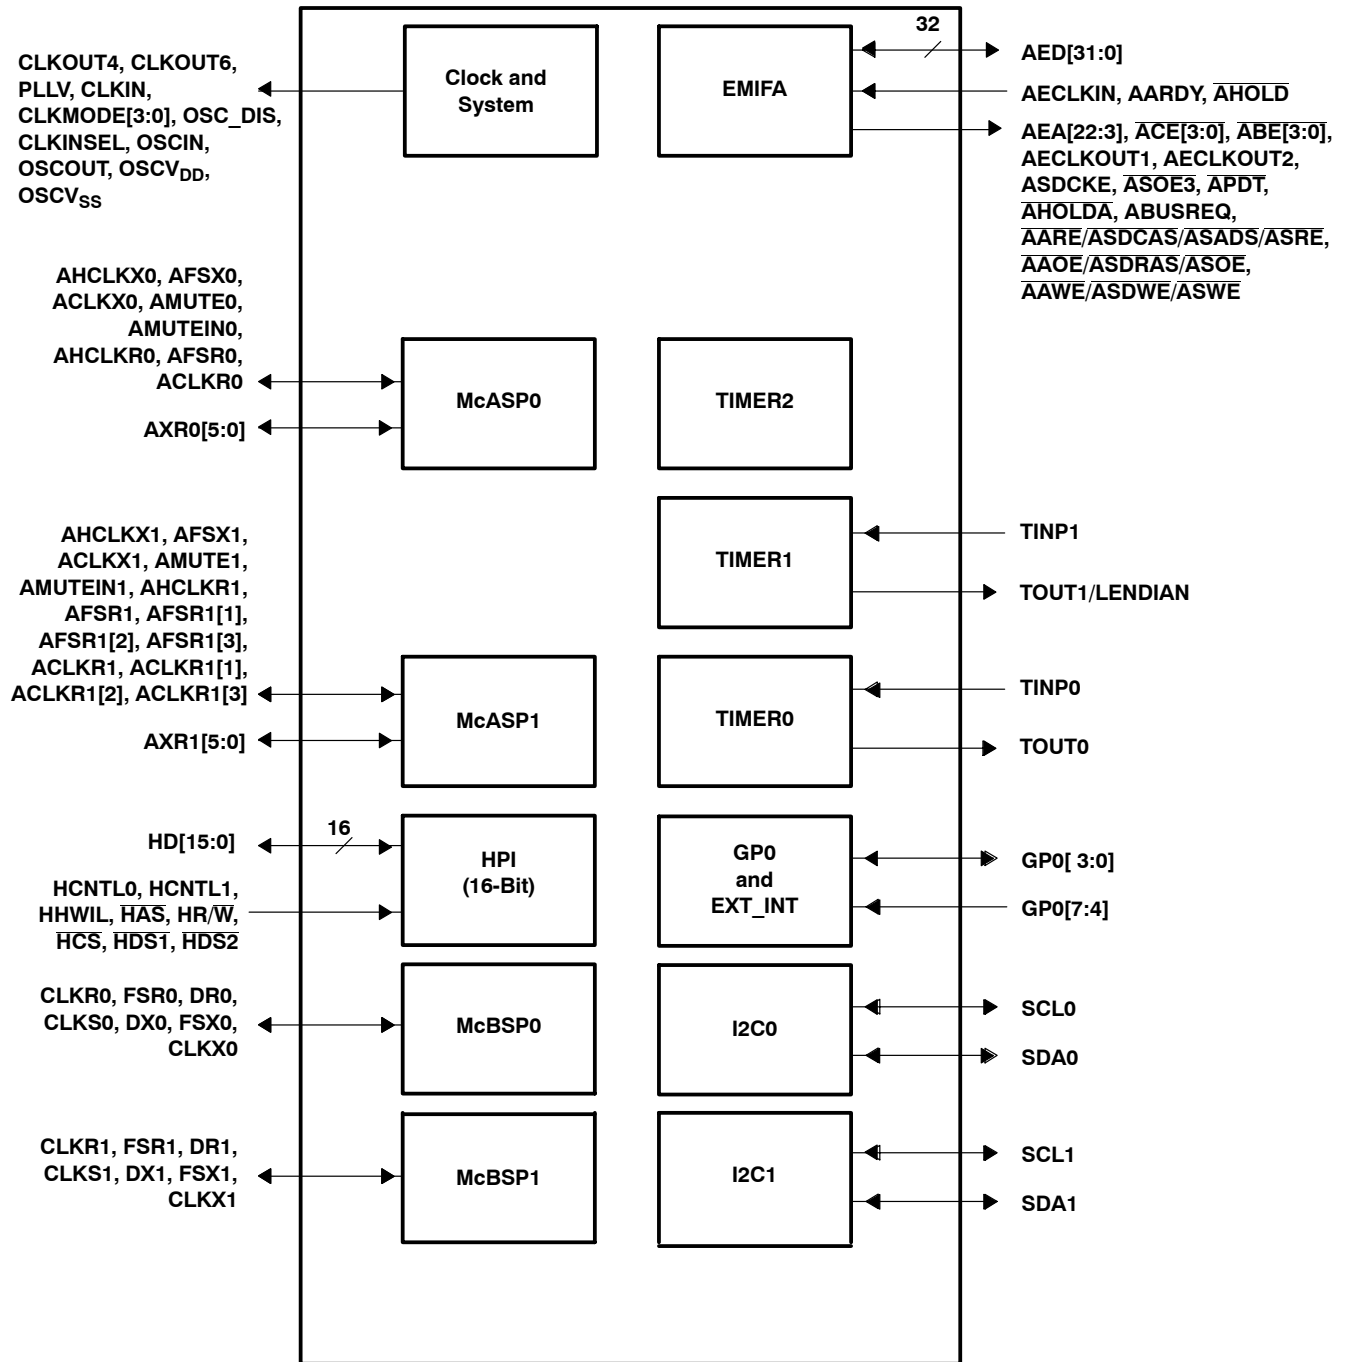 CLKOUT4, CLKOUT6,
PLLV, CLKIN,
CLKMODE[3:0], OSC_DIS,
CLKINSEL, OSCIN,
OSCOUT, OSCVDD,
OSCVSS
Clock and
System
EMIFA
32
AED[31:0]
AECLKIN, AARDY, AHOLD
AEA[22:3], ACE[3:0], ABE[3:0],
AECLKOUT1, AECLKOUT2,
ASDCKE, ASOE3, APDT,
AHOLDA, ABUSREQ,
AARE/ASDCAS/ASADS/ASRE,
AAOE/ASDRAS/ASOE,
AAWE/ASDWE/ASWE
AHCLKX0, AFSX0,
ACLKX0, AMUTE0,
AMUTEIN0,
AHCLKR0, AFSR0,
ACLKR0
AXR0[5:0]
McASP0
TIMER2
TIMER1
TINP1
TOUT1/LENDIAN
AHCLKX1, AFSX1,
ACLKX1, AMUTE1,
AMUTEIN1, AHCLKR1,
AFSR1, AFSR1[1],
AFSR1[2], AFSR1[3],
ACLKR1, ACLKR1[1],
ACLKR1[2], ACLKR1[3]
AXR1[5:0]
McASP1
TIMER0
TINP0
TOUT0
HD[15:0]
16
HCNTL0, HCNTL1,
HHWIL, HAS, HR/W,
HCS, HDS1, HDS2
HPI
(16-Bit)
GP0
and
EXT_INT
GP0[ 3:0]
GP0[7:4]
CLKR0, FSR0, DR0,
CLKS0, DX0, FSX0,
CLKX0
McBSP0
I2C0
SCL0
SDA0
CLKR1, FSR1, DR1,
CLKS1, DX1, FSX1,
CLKX1
McBSP1
I2C1
SCL1
SDA1